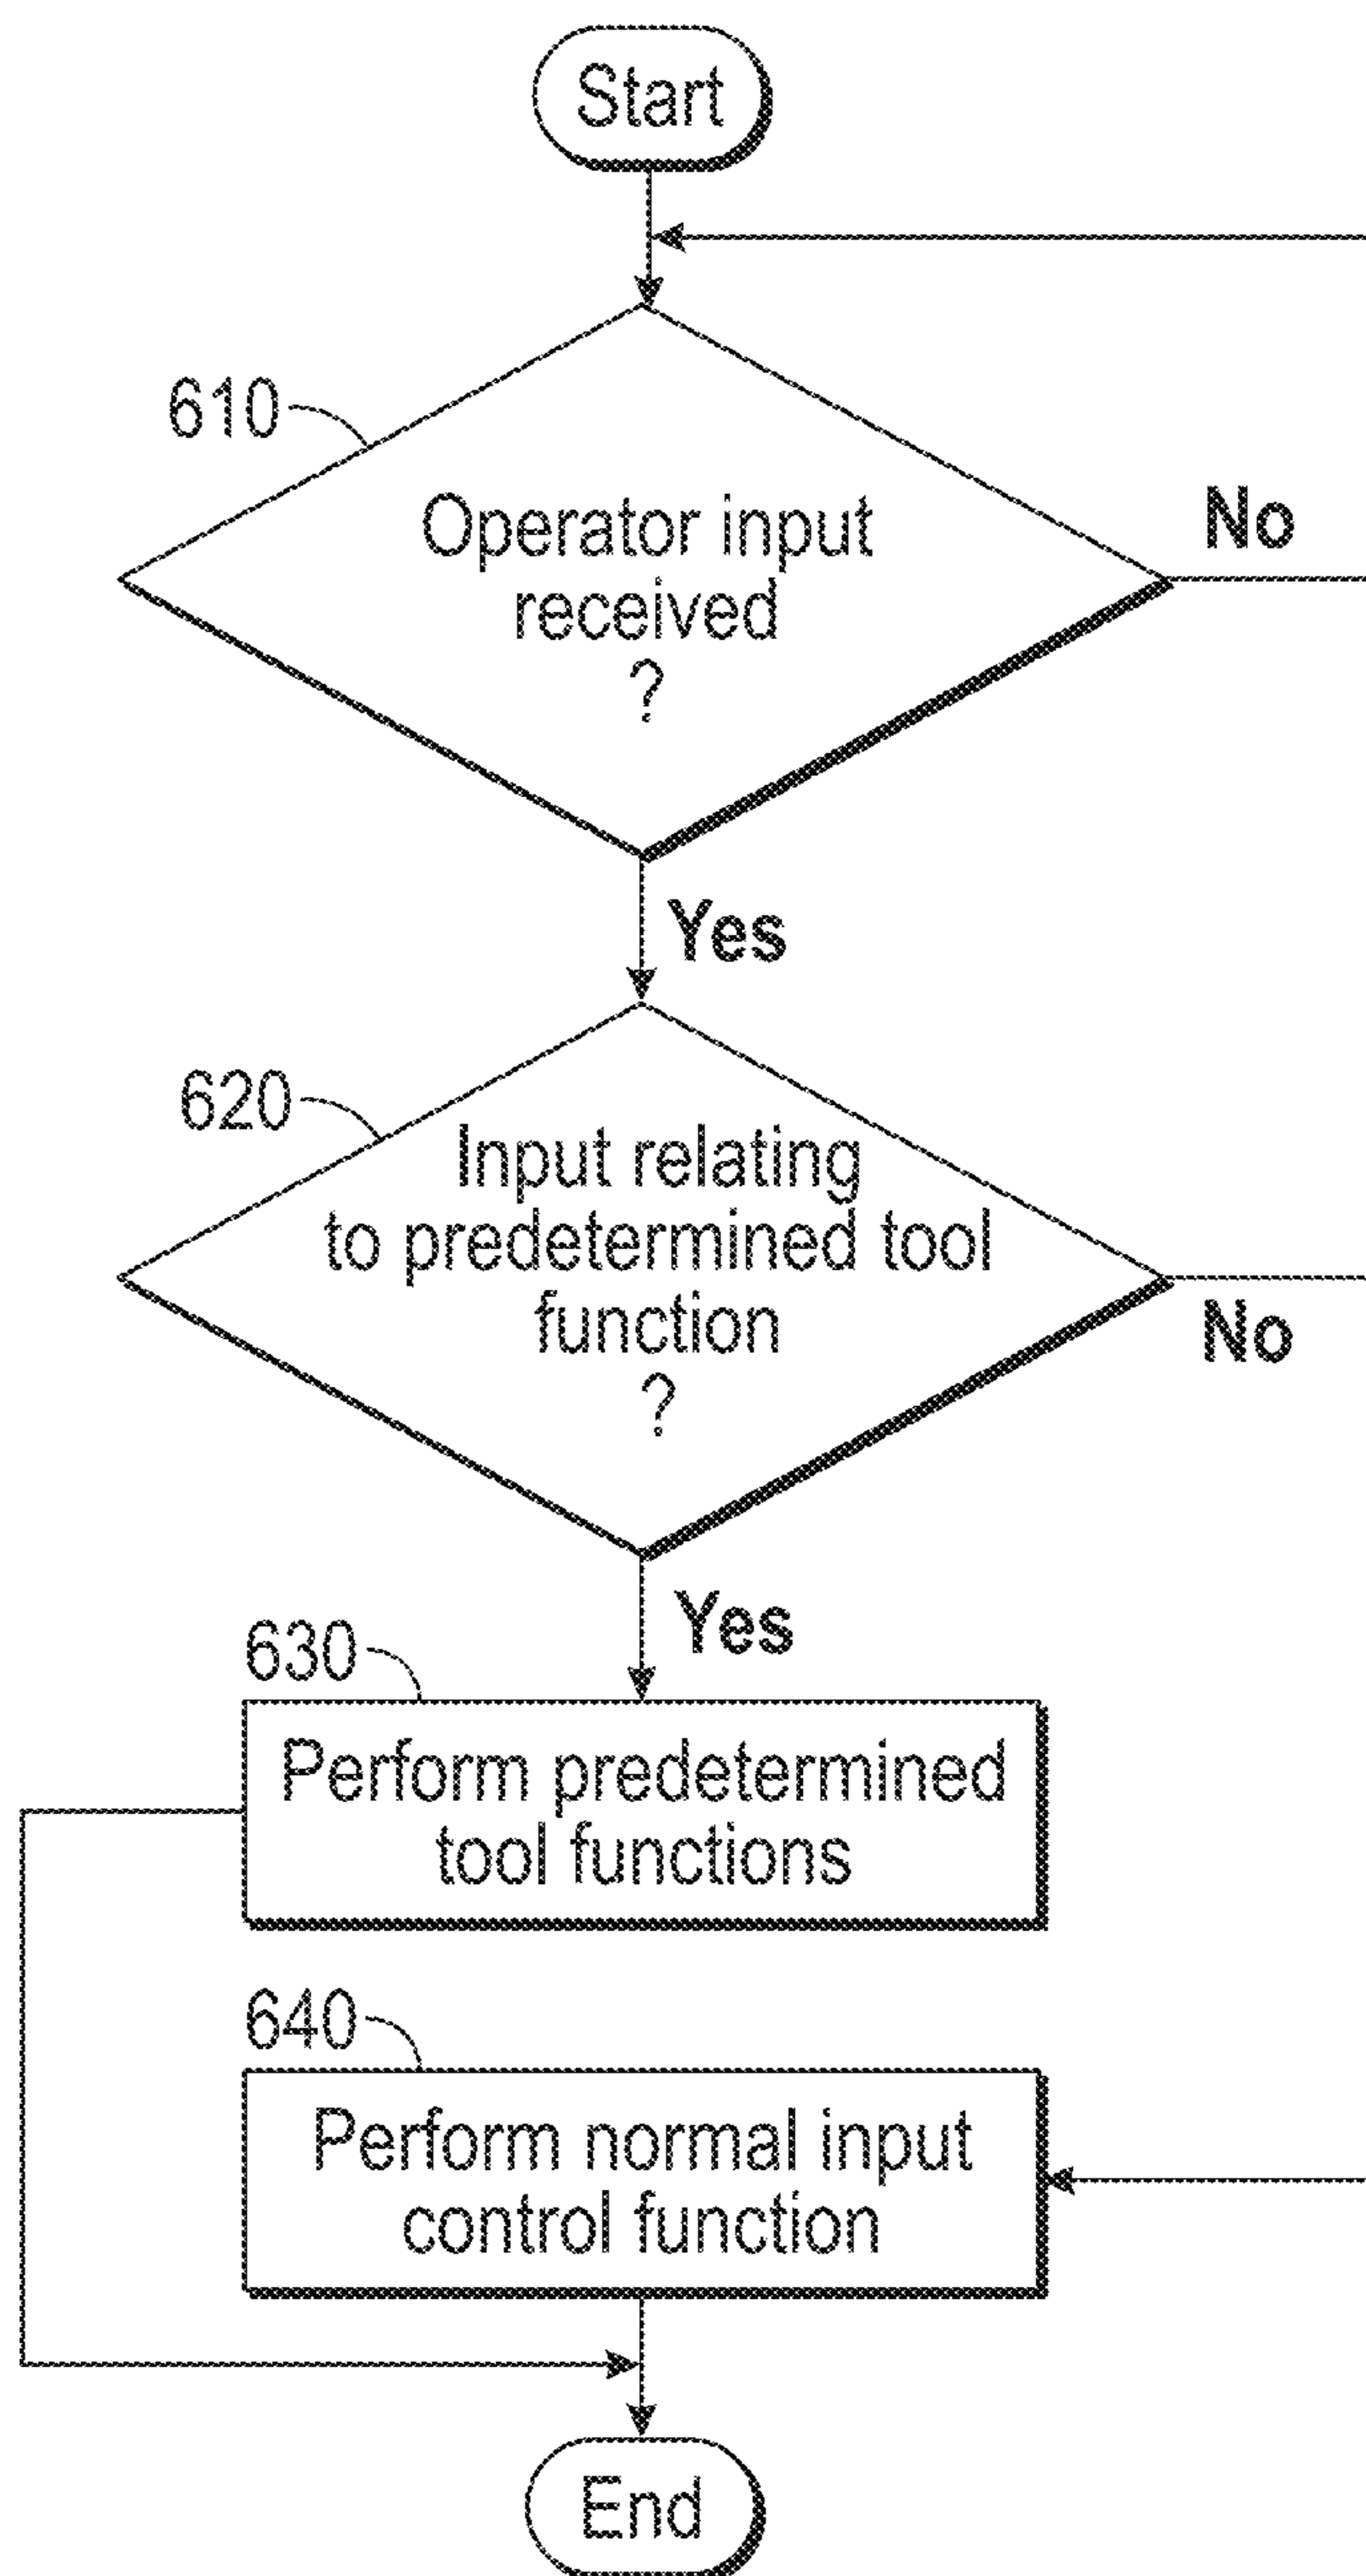 Start
610
Operator input
received
?
No
Yes
620
Input relating
to predetermined tool
function
?
No
Yes
630
Perform predetermined
tool functions
640
Perform normal input
control function
End